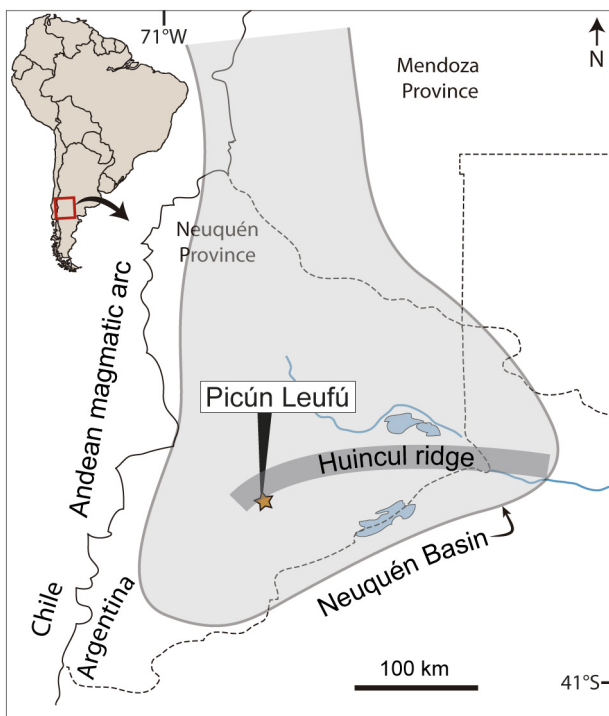 71°W
N
Mendoza
Province
Neuquén
Province
Andean magmatic arc
Picún Leufú
Huincul ridge
Neuquén Basin
Chile
Argentina
100 km
41°S